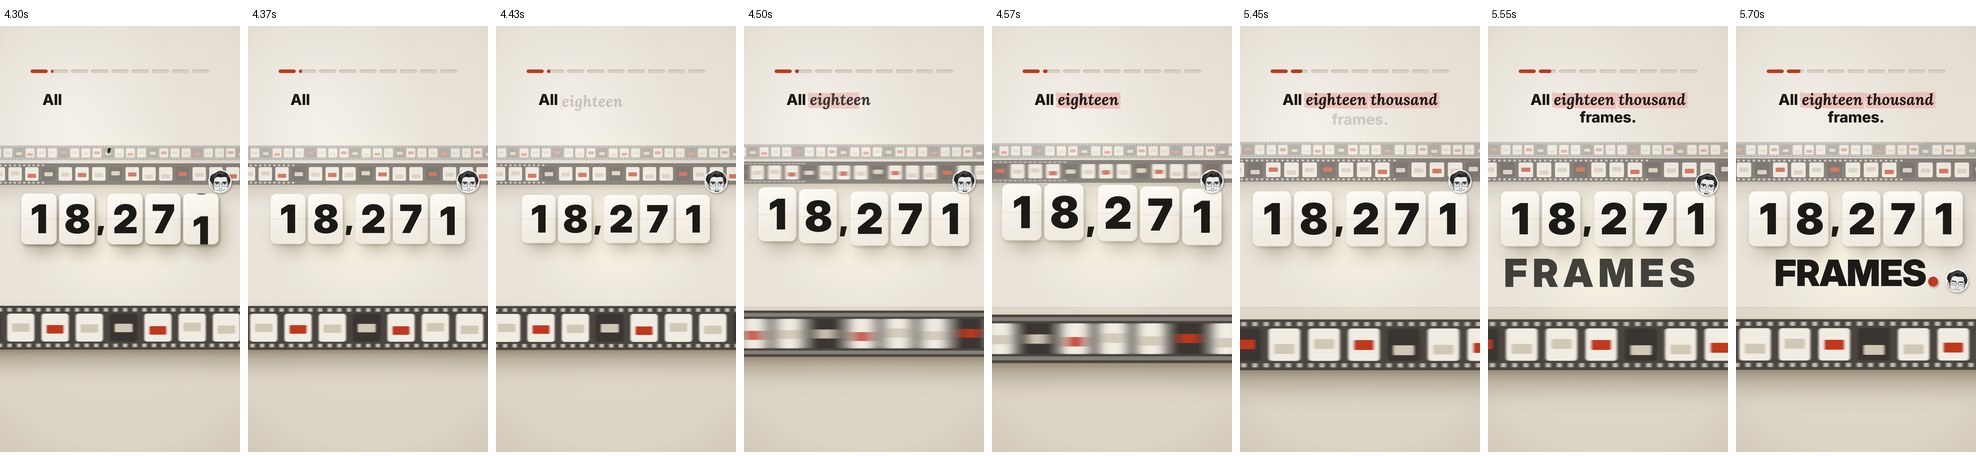 4.30s
All
18,271
4.37s
All
18,271
4.43s
All eighteen
18,271
4.50s
All eighteen
18,271
4.57s
All eighteen
18,271
5.45s
All eighteen thousand
frames.
18,271
5.55s
All eighteen thousand
frames.
18,271
FRAMES
5.70s
All eighteen thousand
frames.
18,271
FRAMES.